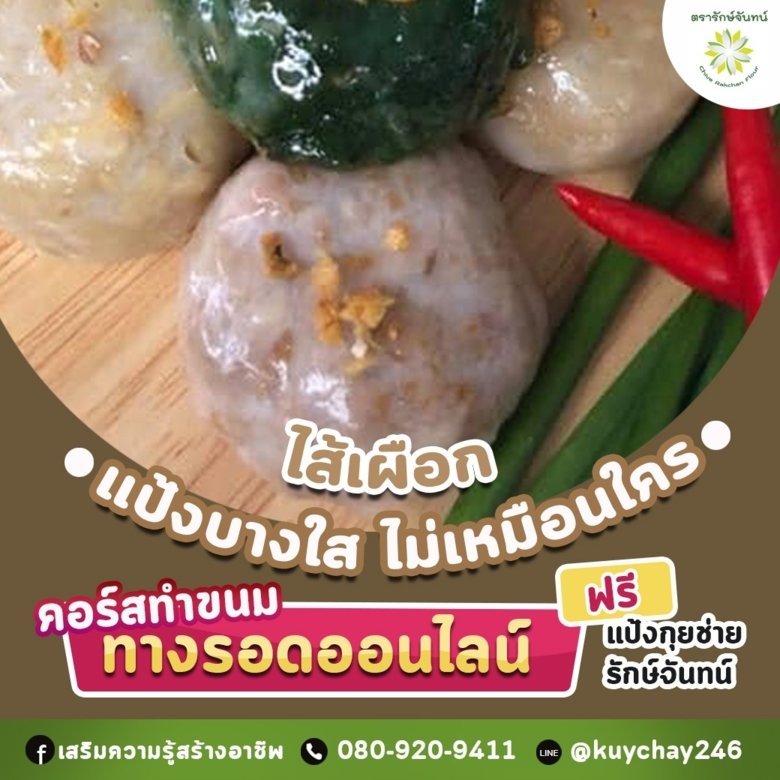 ตรารักษ์จันทน์
Chive Rakchan Flour
ไส้เผือก
แป้งบางใส ไม่เหมือนใคร
คอร์สทำขนม
ทางรอดออนไลน์
ฟรี
แป้งกุยช่าย
รักษ์จันทน์
เสริมความรู้สร้างอาชีพ 080-920-9411 LINE @kuychay246